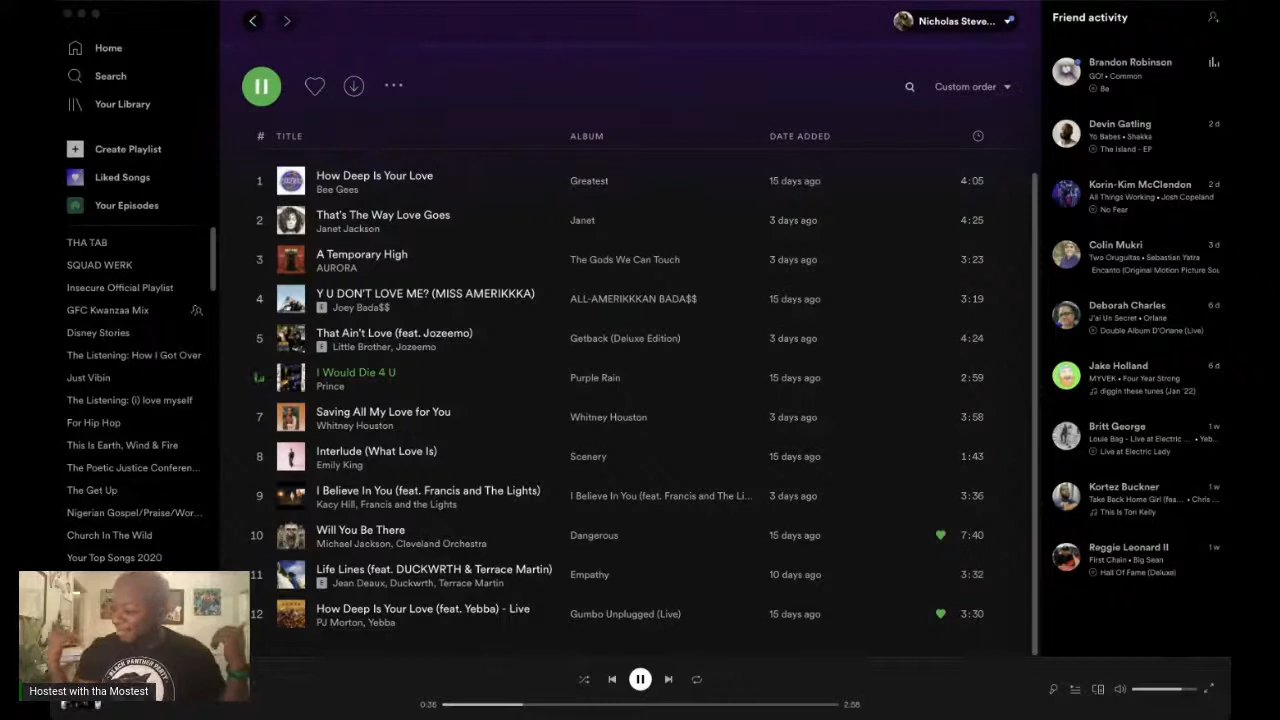 Home
Search
Your Library
Create Playlist
Liked Songs
Your Episodes
THA TAB
SQUAD WERK
Insecure Official Playlist
GFC Kwanzaa Mix
Disney Stories
The Listening: How I Got Over
Just Vibin
The Listening: (i) love myself
For Hip Hop
This Is Earth, Wind & Fire
The Poetic Justice Conferen...
The Get Up
Nigerian Gospel/Praise/Wor...
Church In The Wild
Your Top Songs 2020
Nicholas Steve...
Custom order
# TITLE ALBUM DATE ADDED
1 How Deep Is Your Love Greatest 15 days ago 4:05
Bee Gees
2 That's The Way Love Goes Janet 3 days ago 4:25
Janet Jackson
3 A Temporary High The Gods We Can Touch 3 days ago 3:23
AURORA
4 Y U DON'T LOVE ME? (MISS AMERIKKKA) ALL-AMERIKKKAN BADA$$ 15 days ago 3:19
E Joey Bada$$
5 That Ain't Love (feat. Jozeemo) Getback (Deluxe Edition) 3 days ago 4:24
E Little Brother, Jozeemo
I Would Die 4 U Purple Rain 15 days ago 2:59
Prince
7 Saving All My Love for You Whitney Houston 3 days ago 3:58
Whitney Houston
8 Interlude (What Love Is) Scenery 15 days ago 1:43
Emily King
9 I Believe In You (feat. Francis and The Lights) I Believe In You (feat. Francis and The Li... 3 days ago 3:36
Kacy Hill, Francis and the Lights
10 Will You Be There Dangerous 15 days ago 7:40
Michael Jackson, Cleveland Orchestra
11 Life Lines (feat. DUCKWRTH & Terrace Martin) Empathy 10 days ago 3:32
E Jean Deaux, Duckwrth, Terrace Martin
12 How Deep Is Your Love (feat. Yebba) - Live Gumbo Unplugged (Live) 15 days ago 3:30
PJ Morton, Yebba
Friend activity
Brandon Robinson
GO! • Common
Be
Devin Gatling 2 d
Yo Babes • Shakka
The Island - EP
Korin-Kim McClendon 2 d
All Things Working • Josh Copeland
No Fear
Colin Mukri 3 d
Two Oruguitas • Sebastian Yatra
Encanto (Original Motion Picture Sou
Deborah Charles 6 d
J'ai Un Secret • Orlane
Double Album D'Orlane (Live)
Jake Holland 6 d
MYVEK • Four Year Strong
diggin these tunes (Jan '22)
Britt George 1 w
Louie Bag - Live at Electric ... • Yeb...
Live at Electric Lady
Kortez Buckner 1 w
Take Back Home Girl (fea... • Chris ...
This Is Tori Kelly
Reggie Leonard II 1 w
First Chain • Big Sean
Hall Of Fame (Deluxe)
BLACK PANTHER PARTY
Hostest with tha Mostest
0:36
2:58